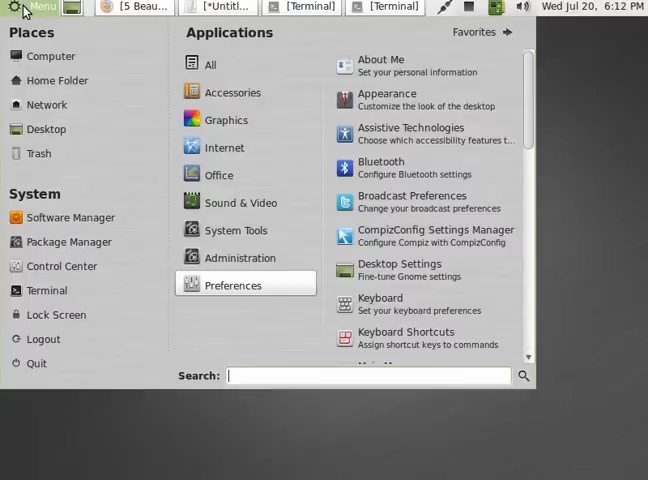 Menu [5 Beau... [*Untitl... [Terminal] [Terminal] Wed Jul 20, 6:12 PM
Places
Computer
Home Folder
Network
Desktop
Trash
System
Software Manager
Package Manager
Control Center
Terminal
Lock Screen
Logout
Quit
Applications
Favorites
All
Accessories
Graphics
Internet
Office
Sound & Video
System Tools
Administration
Preferences
About Me
Set your personal information
Appearance
Customize the look of the desktop
Assistive Technologies
Choose which accessibility features t...
Bluetooth
Configure Bluetooth settings
Broadcast Preferences
Change your broadcast preferences
CompizConfig Settings Manager
Configure Compiz with CompizConfig
Desktop Settings
Fine-tune Gnome settings
Keyboard
Set your keyboard preferences
Keyboard Shortcuts
Assign shortcut keys to commands
Search: